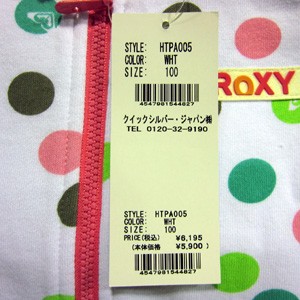 STYLE: HTPA005
COLOR: WHT
SIZE: 100
4547981544827
クイックシルバー・ジャパン㈱
TEL 0120-32-9190
ROXY
STYLE: HTPA005
COLOR: WHT
SIZE: 100
PRICE(税込) ¥6,195
(本体価格 ¥5,900)
4547981544827